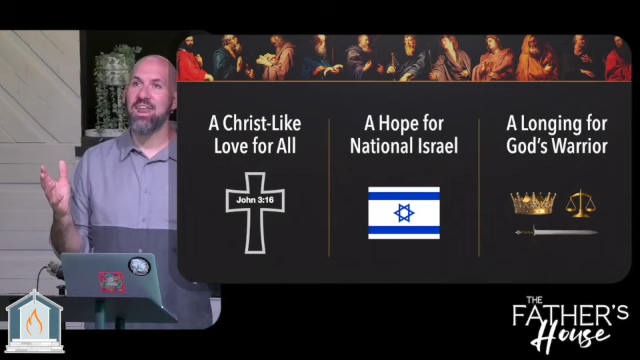 A Christ-Like
Love for All
John 3:16
A Hope for
National Israel
A Longing for
God's Warrior
THE
FATHER'S
House